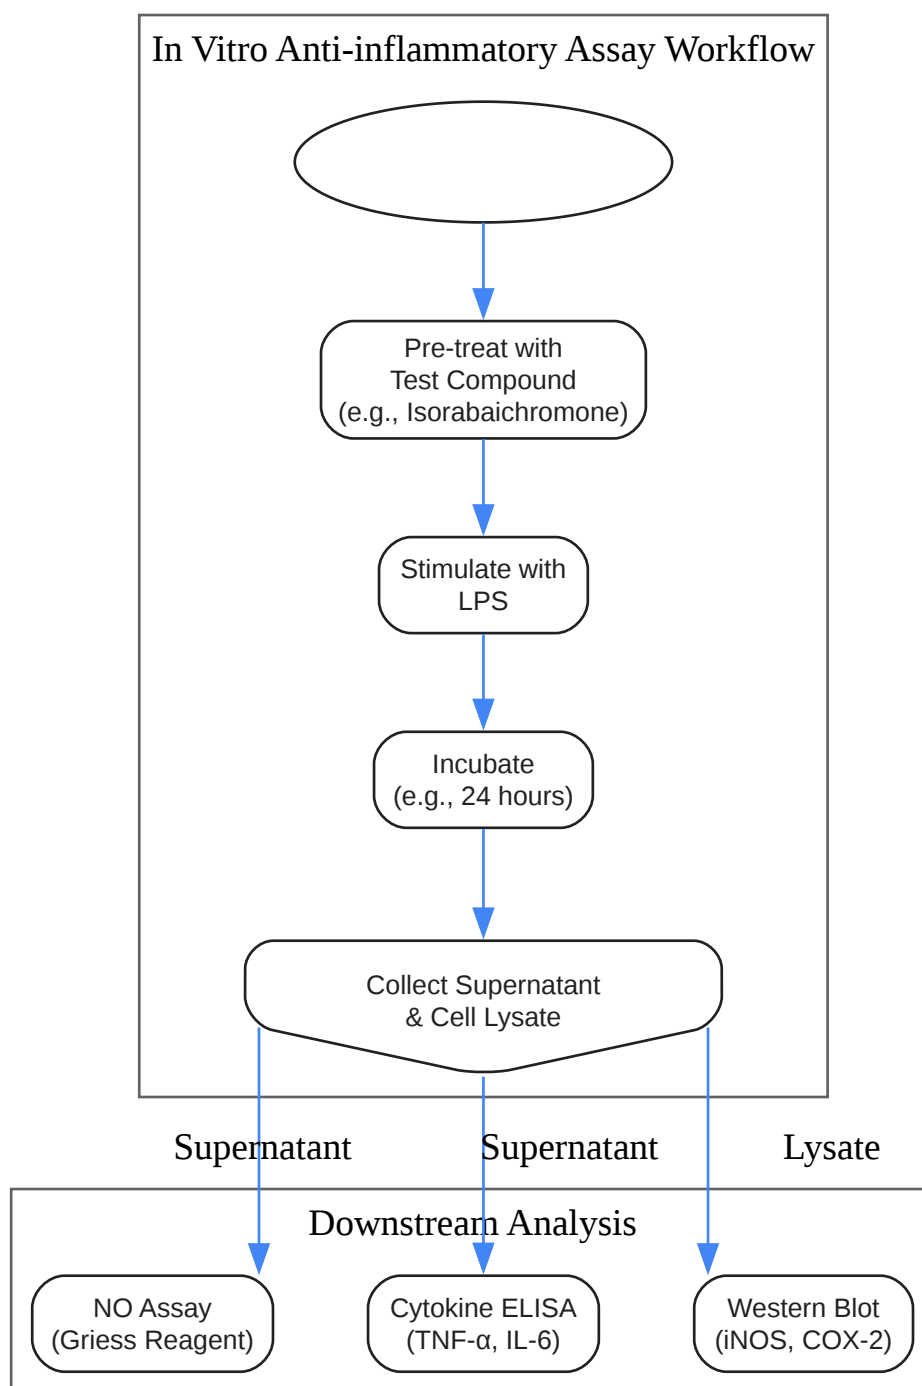 In Vitro Anti-inflammatory Assay Workflow
Pre-treat with
Test Compound
(e.g., Isorabaichromone)
Stimulate with
LPS
Incubate
(e.g., 24 hours)
Collect Supernatant
& Cell Lysate
Supernatant
Supernatant
Lysate
Downstream Analysis
NO Assay
(Griess Reagent)
Cytokine ELISA
(TNF-α, IL-6)
Western Blot
(iNOS, COX-2)